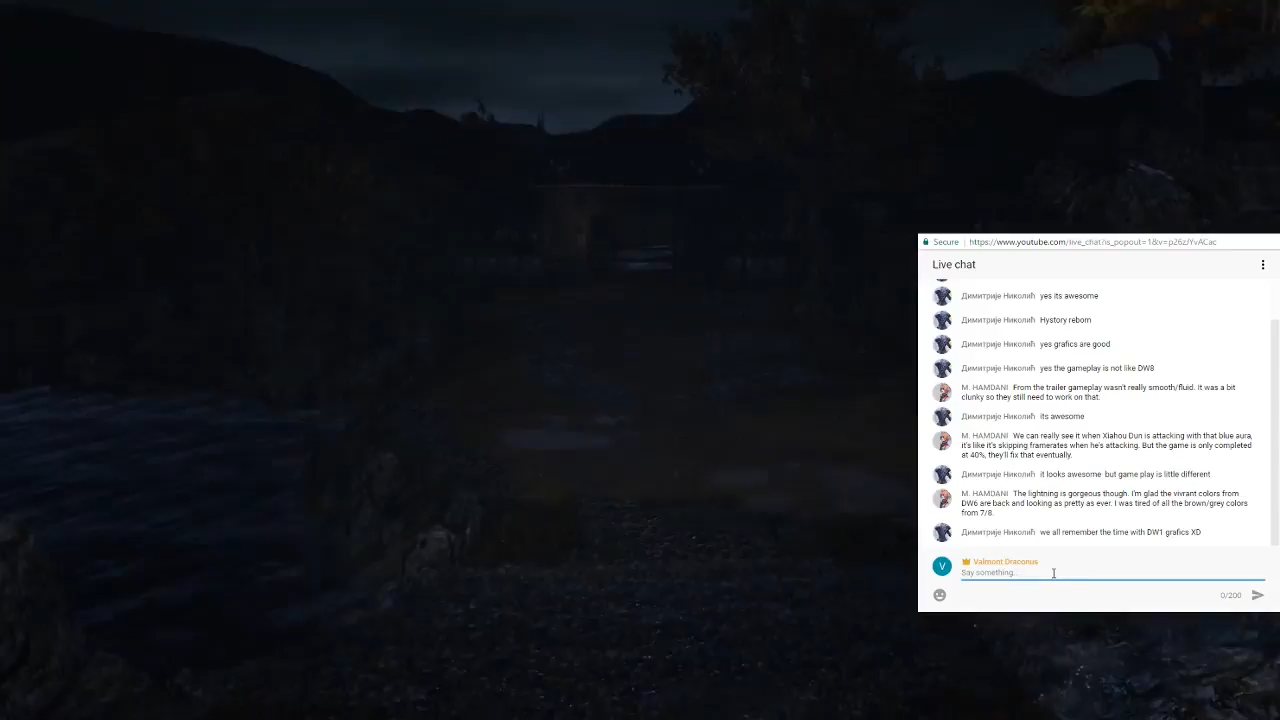 Secure | https://www.youtube.com/live_chat?is_popout=1&v=p26zJYvACac
Live chat
Димитрије Николић yes its awesome
Димитрије Николић Hystory reborn
Димитрије Николић yes grafics are good
Димитрије Николић yes the gameplay is not like DW8
M. HAMDANI From the trailer gameplay wasn't really smooth/fluid. It was a bit
clunky so they still need to work on that.
Димитрије Николић its awesome
M. HAMDANI We can really see it when Xiahou Dun is attacking with that blue aura,
it's like it's skipping framerates when he's attacking. But the game is only completed
at 40%, they'll fix that eventually.
Димитрије Николић it looks awesome but game play is little different
M. HAMDANI The lightning is gorgeous though. I'm glad the vivrant colors from
DW6 are back and looking as pretty as ever. I was tired of all the brown/grey colors
from 7/8.
Димитрије Николић we all remember the time with DW1 grafics XD
V Valmont Draconus
Say something...
0/200